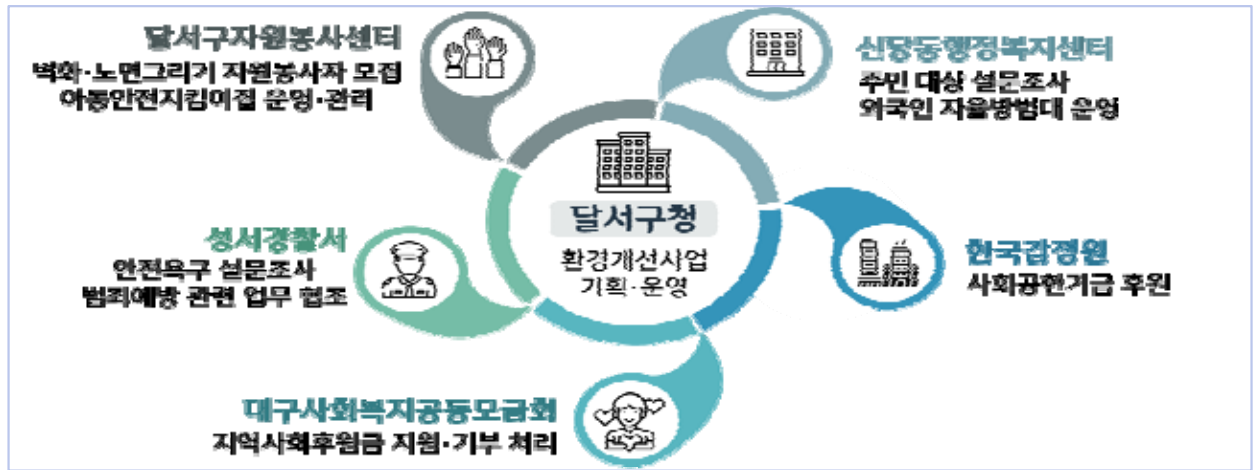 달서구자원봉사센터
벽화·노면그리기 자원봉사자 모집
아동안전지킴이집 운영·관리
신당동행정복지센터
주민 대상 설문조사
외국인 자율방범대 운영
달서구청
환경개선사업
기획·운영
성서경찰서
안전욕구 설문조사
범죄예방 관련 업무 협조
한국감정원
사회공헌기금 후원
대구사회복지공동모금회
지역사회후원금 지원·기부 처리